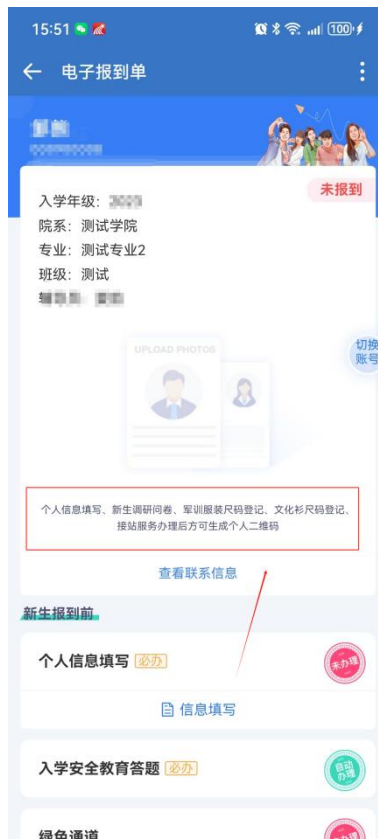 15:51
100
电子报到单
未报到
入学年级:
院系: 测试学院
专业: 测试专业2
班级: 测试
切换
账号
UPLOAD PHOTOS
个人信息填写、新生调研问卷、军训服装尺码登记、文化衫尺码登记、
接站服务办理后方可生成个人二维码
查看联系信息
新生报到前
个人信息填写 必办
未办理
信息填写
入学安全教育答题 必办
自动
办理
绿色通道